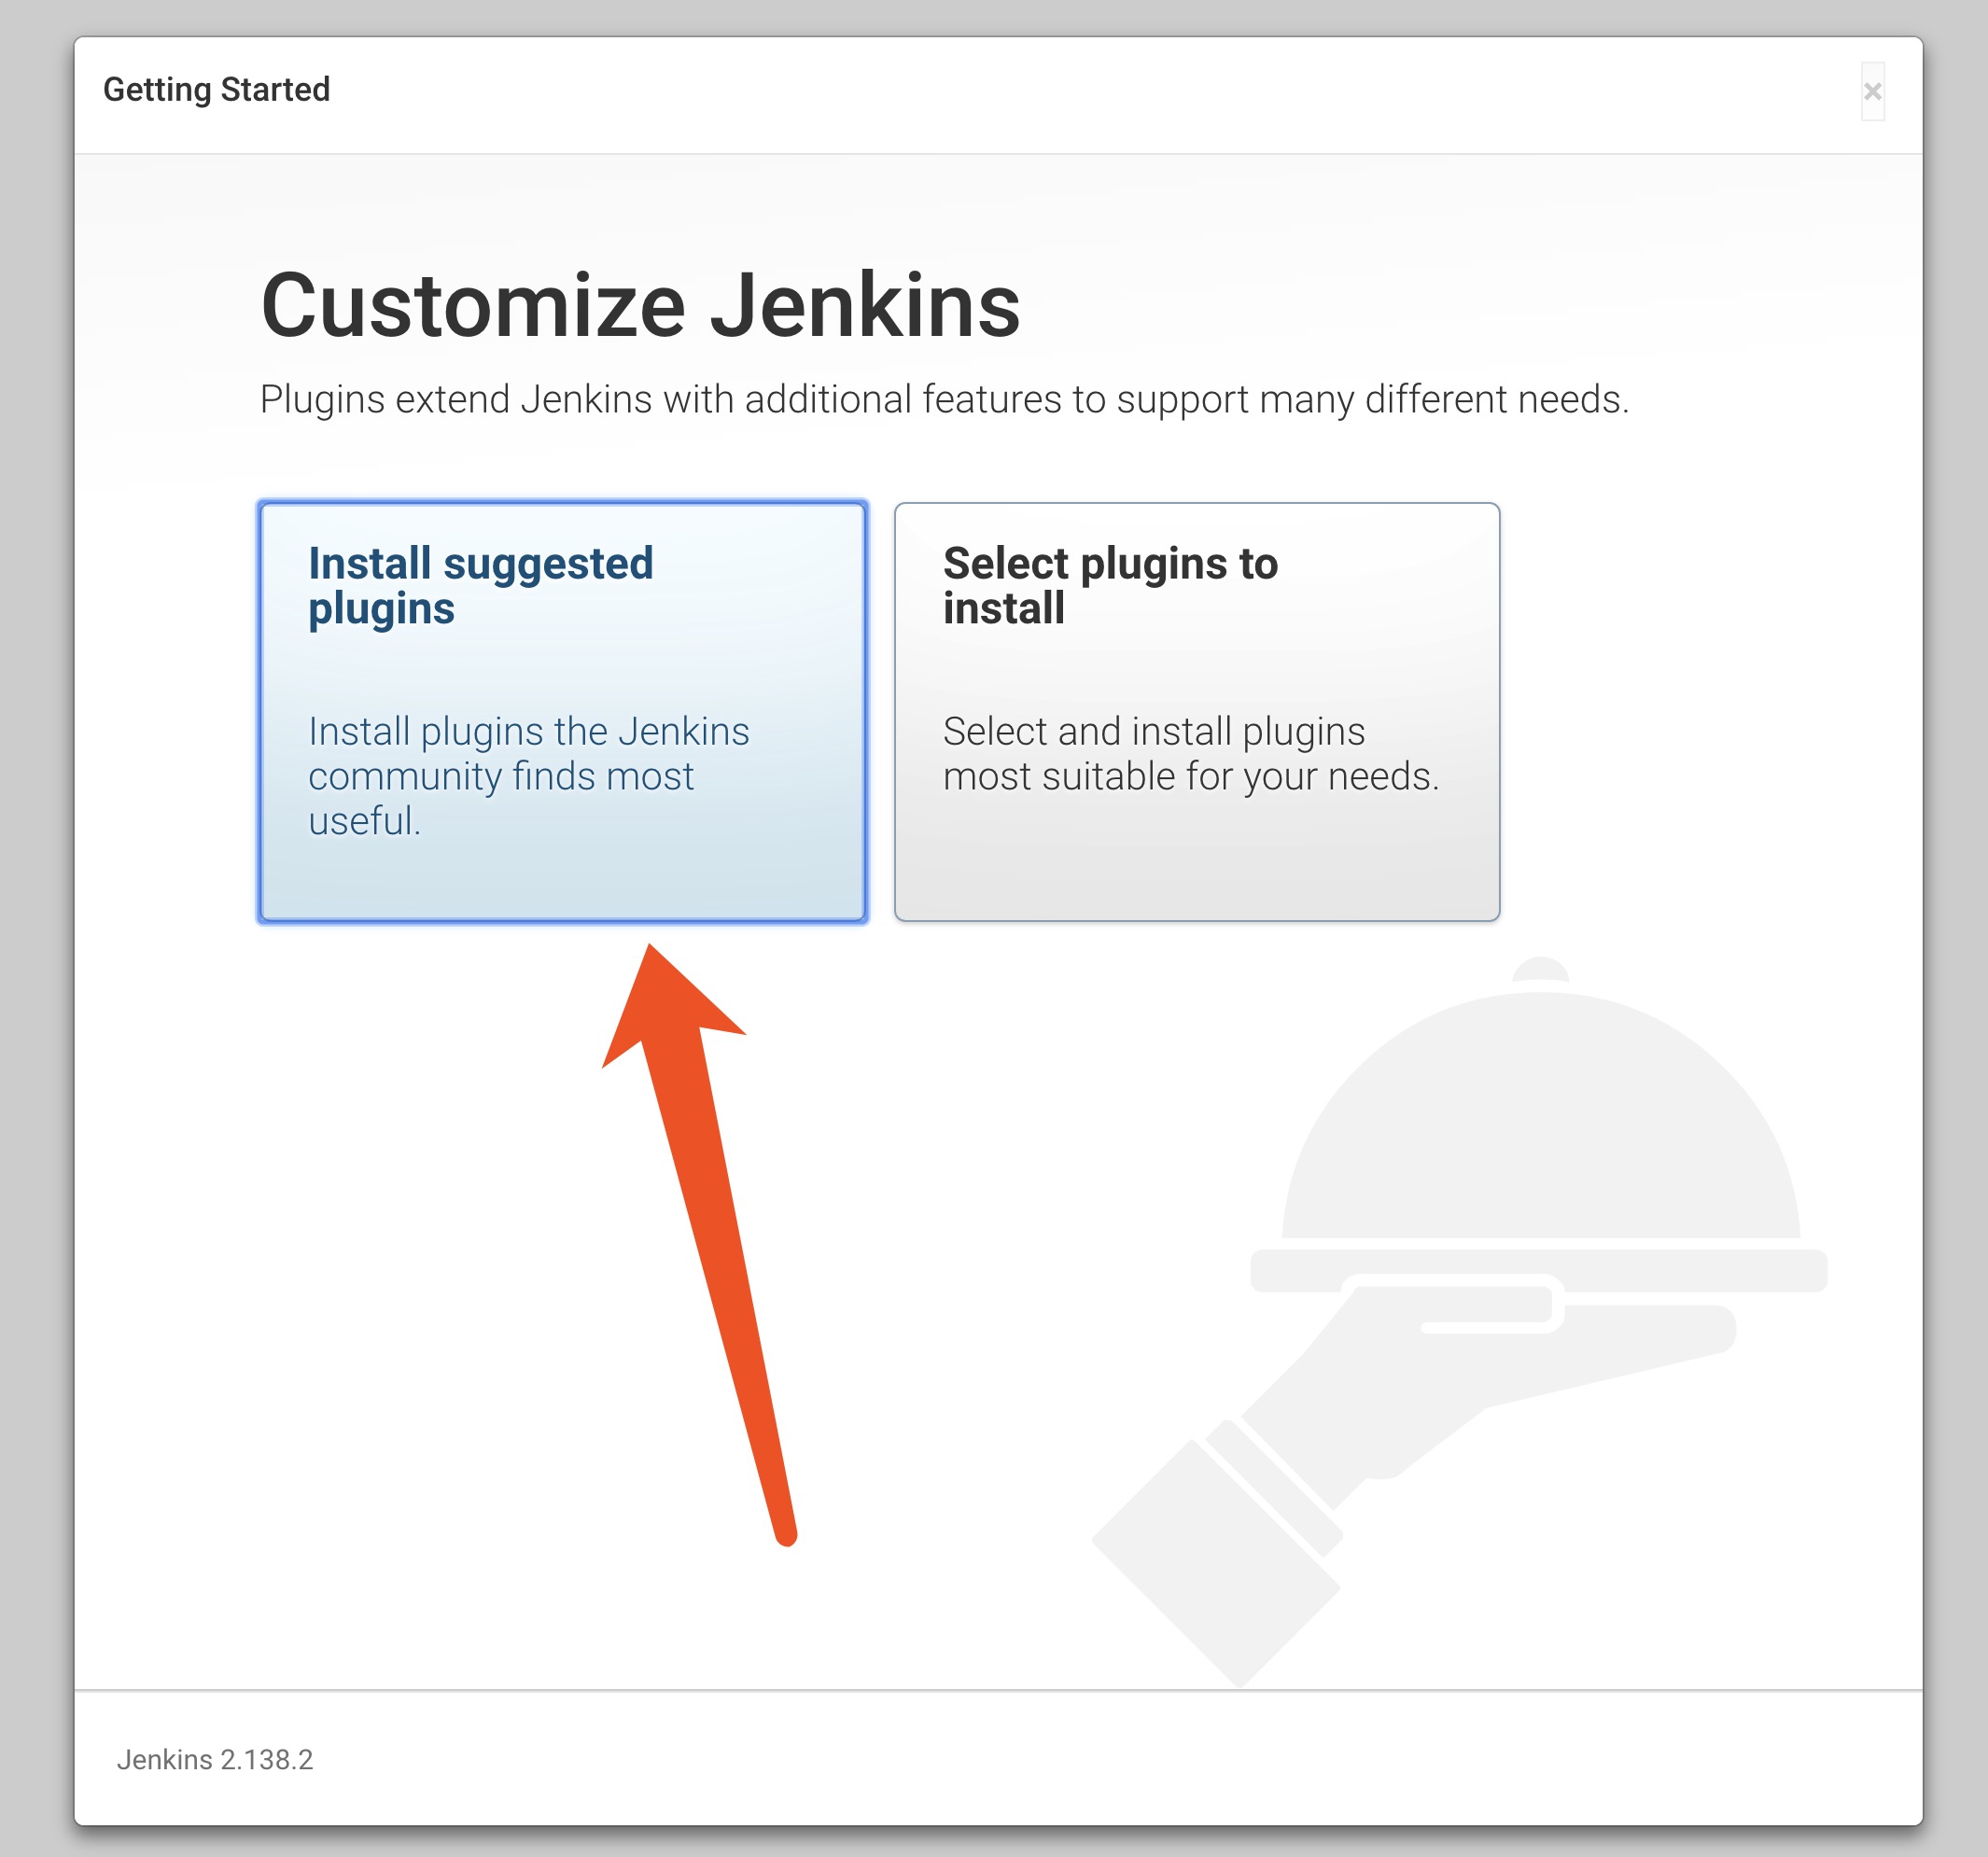 Getting Started
×
Customize Jenkins
Plugins extend Jenkins with additional features to support many different needs.
Install suggested
plugins
Install plugins the Jenkins
community finds most
useful.
Select plugins to
install
Select and install plugins
most suitable for your needs.
Jenkins 2.138.2